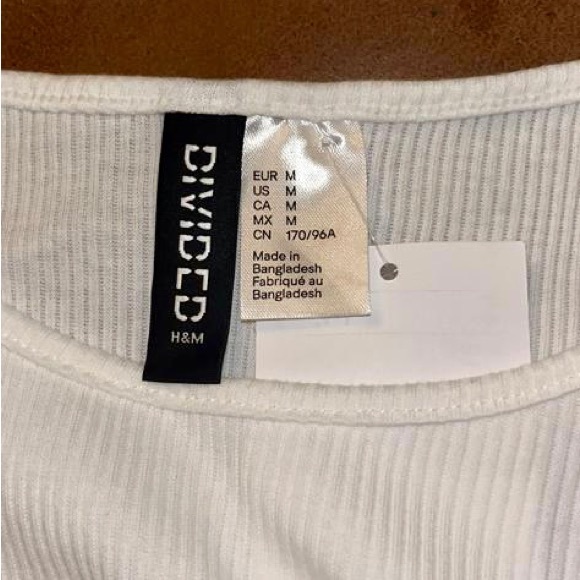 DIVIDED
H&M
EUR M
US M
CA M
MX M
CN 170/96A
Made in
Bangladesh
Fabriqué au
Bangladesh